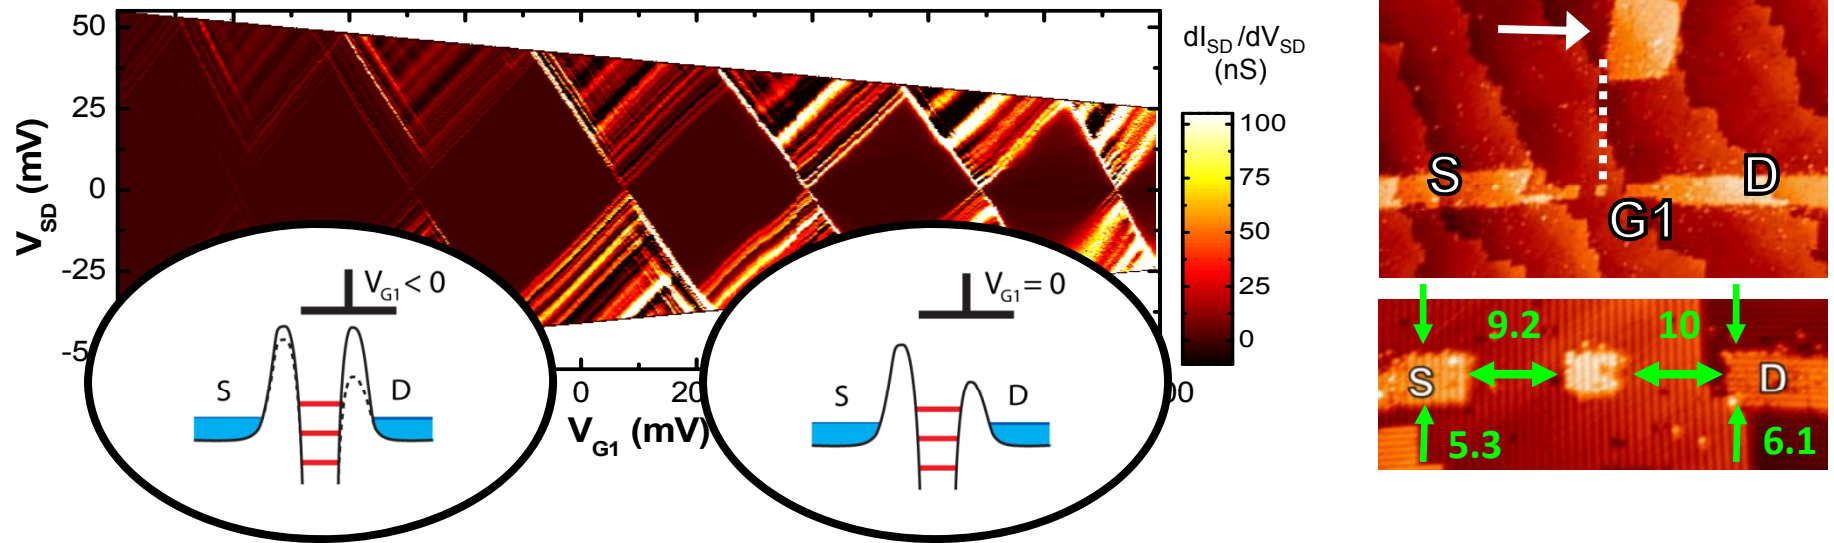 50
25
0
-25
-5
V_SD (mV)
0
20
00
V_G1 (mV)
dI_SD/dV_SD
(nS)
100
75
50
25
0
V_G1 < 0
S
D
V_G1 = 0
S
D
S
D
G1
9.2
10
S
D
5.3
6.1